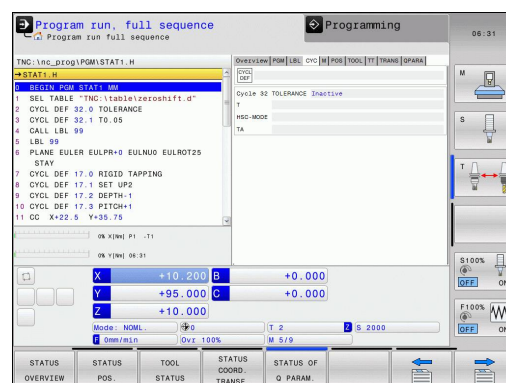 Program run, full sequence
Program run full sequence
Programming
06:31
TNC:\nc_prog\PGM\STAT1.H
→STAT1.H
0 BEGIN PGM STAT1 MM
1 SEL TABLE "TNC:\table\zeroshift.d"
2 CYCL DEF 32.0 TOLERANCE
3 CYCL DEF 32.1 T0.05
4 CALL LBL 99
5 LBL 99
6 PLANE EULER EULPR+0 EULNU0 EULROT25
STAY
7 CYCL DEF 17.0 RIGID TAPPING
8 CYCL DEF 17.1 SET UP2
9 CYCL DEF 17.2 DEPTH-1
10 CYCL DEF 17.3 PITCH+1
11 CC X+22.5 Y+35.75
Overview PGM LBL CYC M POS TOOL TT TRANS QPARA
CYCL
DEF
Cycle 32 TOLERANCE Inactive
T
HSC-MODE
TA
0% X[Nm] P1 -T1
0% Y[Nm] 06:31
X +10.200 B +0.000
Y +95.000 C +0.000
Z +10.000
Mode: NOML. 0 T 2 Z S 2000
F 0mm/min Ovr 100% M 5/9
M
S
T
S100%
OFF ON
F100%
OFF ON
STATUS
OVERVIEW
STATUS
POS.
TOOL
STATUS
STATUS
COORD.
TRANSF.
STATUS OF
Q PARAM.